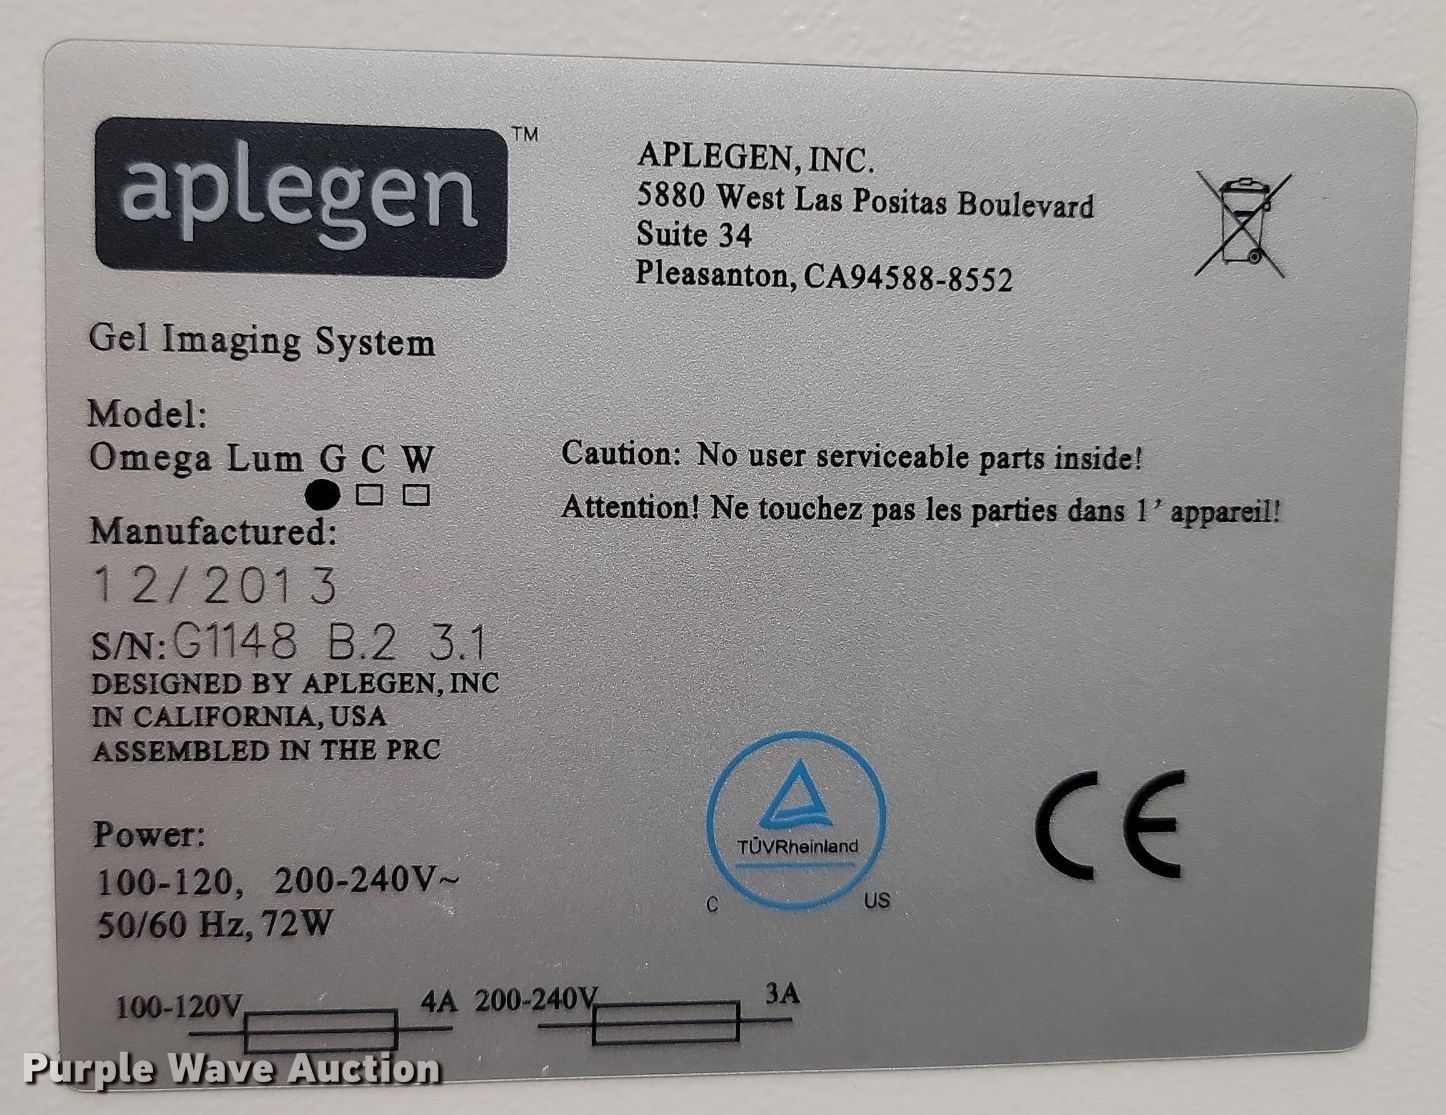 aplegen™
APLEGEN, INC.
5880 West Las Positas Boulevard
Suite 34
Pleasanton, CA94588-8552
Gel Imaging System
Model:
Omega Lum G C W
Caution: No user serviceable parts inside!
Attention! Ne touchez pas les parties dans l’ appareil!
Manufactured:
12/2013
S/N: G1148 B.2 3.1
DESIGNED BY APLEGEN, INC
IN CALIFORNIA, USA
ASSEMBLED IN THE PRC
TÜVRheinland
C US
CE
Power:
100-120, 200-240V~
50/60 Hz, 72W
100-120V 4A 200-240V 3A
Purple Wave Auction